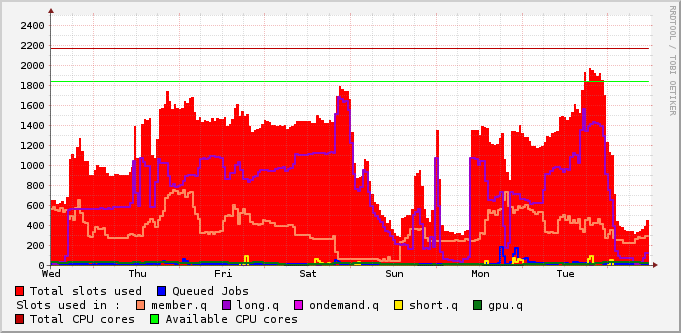 RRDTOOL / TOBI OETIKER
2400
2200
2000
1800
1600
1400
1200
1000
800
600
400
200
0
Wed Thu Fri Sat Sun Mon Tue
Total slots used Queued Jobs
Slots used in : member.q long.q ondemand.q short.q gpu.q
Total CPU cores Available CPU cores